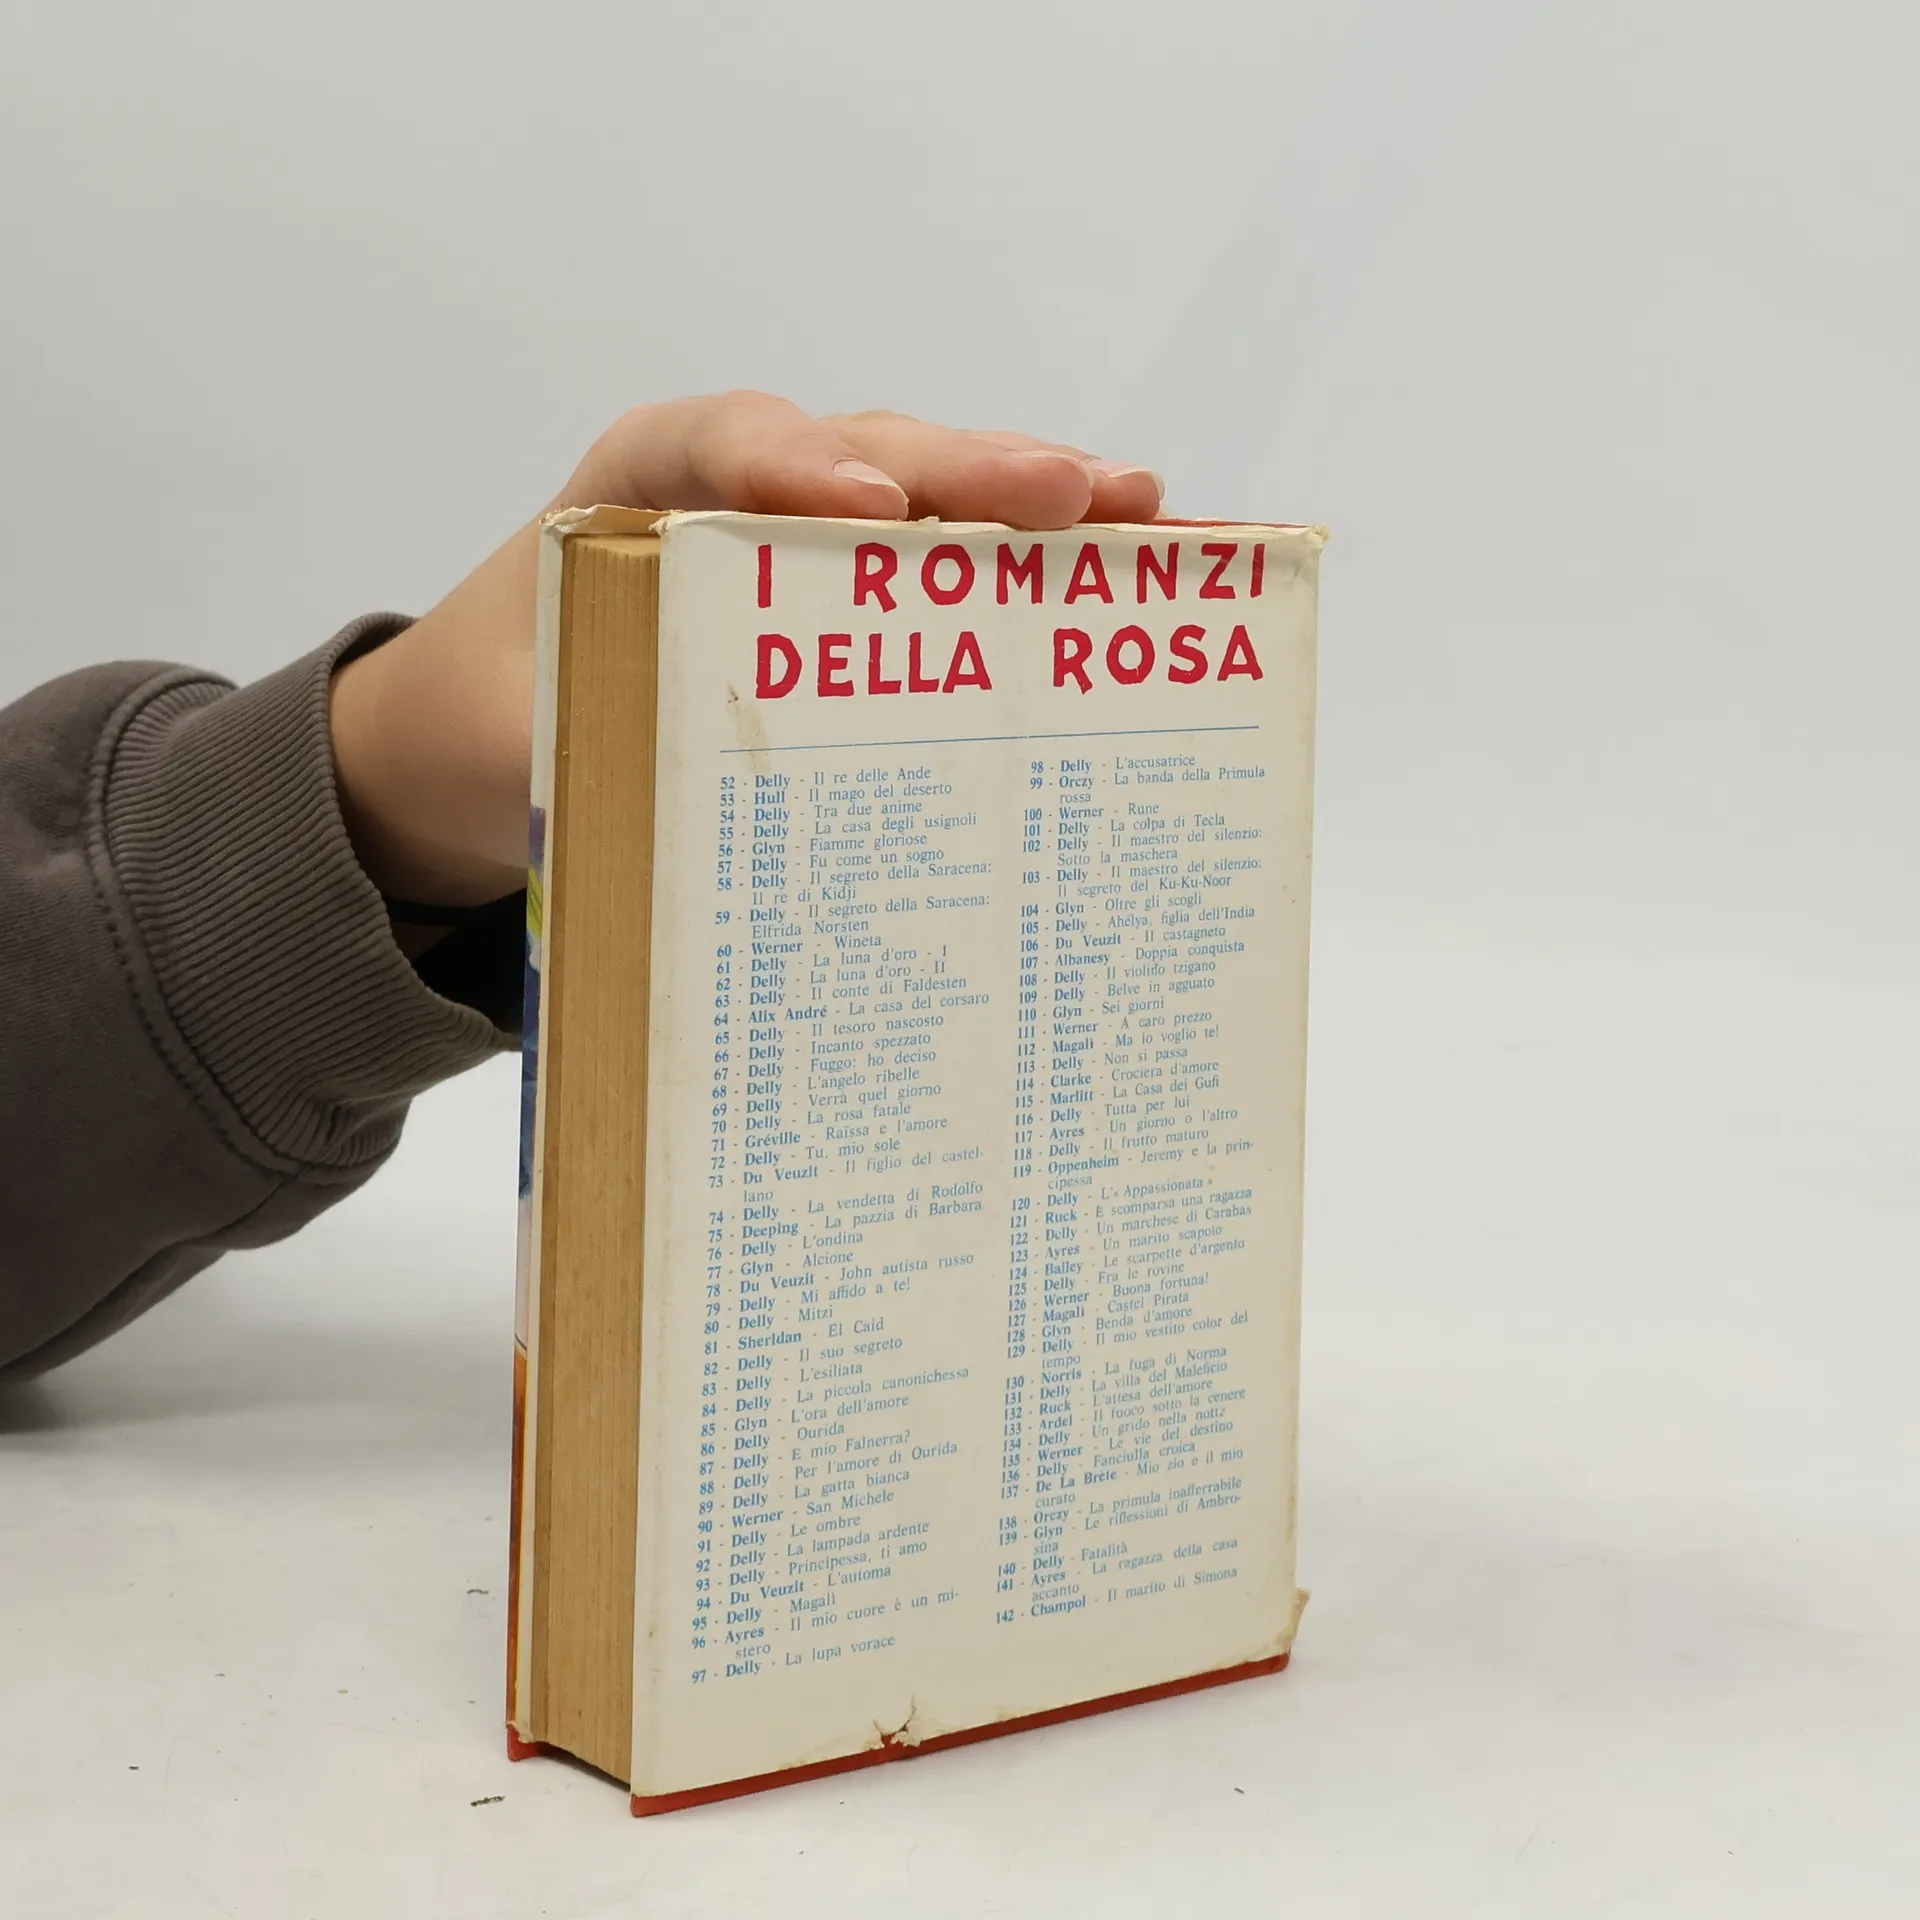 I ROMANZI
DELLA ROSA
52 - Delly - Il re delle Ande
53 - Hull - Il mago del deserto
54 - Delly - Tra due anime
55 - Delly - La casa degli usignoli
56 - Glyn - Fiamme gloriose
57 - Delly - Fu come un sogno
58 - Delly - Il segreto della Saracena:
Il re di Kidji
59 - Delly - Il segreto della Saracena:
Elfrida Norsten
60 - Werner - Wineta
61 - Delly - La luna d'oro - I
62 - Delly - La luna d'oro - II
63 - Delly - Il conte di Faldesten
64 - Alix André - La casa del corsaro
65 - Delly - Il tesoro nascosto
66 - Delly - Incanto spezzato
67 - Delly - Fuggo: ho deciso
68 - Delly - L'angelo ribelle
69 - Delly - Verrà quel giorno
70 - Delly - La rosa fatale
71 - Gréville - Raïssa e l'amore
72 - Delly - Tu, mio sole
73 - Du Veuzit - Il figlio del castel-
lano
74 - Delly - La vendetta di Rodolfo
75 - Deeping - La pazzia di Barbara
76 - Delly - L'ondina
77 - Glyn - Alcione
78 - Du Veuzit - John autista russo
79 - Delly - Mi affido a te!
80 - Delly - Mitzi
81 - Sheridan - El Caid
82 - Delly - Il suo segreto
83 - Delly - L'esiliata
84 - Delly - La piccola canonichessa
85 - Glyn - L'ora dell'amore
86 - Delly - Ourida
87 - Delly - E mio Falnerra?
88 - Delly - Per l'amore di Ourida
89 - Delly - La gatta bianca
90 - Werner - San Michele
91 - Delly - Le ombre
92 - Delly - La lampada ardente
93 - Delly - Principessa, ti amo
94 - Du Veuzit - L'automa
95 - Delly - Magalì
96 - Ayres - Il mio cuore è un mi-
stero
97 - Delly - La lupa vorace
98 - Delly - L'accusatrice
99 - Orczy - La banda della Primula
rossa
100 - Werner - Rune
101 - Delly - La colpa di Tecla
102 - Delly - Il maestro del silenzio:
Sotto la maschera
103 - Delly - Il maestro del silenzio:
Il segreto del Ku-Ku-Noor
104 - Glyn - Oltre gli scogli
105 - Delly - Ahélya, figlia dell'India
106 - Du Veuzit - Il castagneto
107 - Albanesy - Doppia conquista
108 - Delly - Il violino tzigano
109 - Delly - Belve in agguato
110 - Glyn - Sei giorni
111 - Werner - A caro prezzo
112 - Magali - Ma io voglio te!
113 - Delly - Non si passa
114 - Clarke - Crociera d'amore
115 - Marlitt - La Casa dei Gufi
116 - Delly - Tutta per lui
117 - Ayres - Un giorno o l'altro
118 - Delly - Il frutto maturo
119 - Oppenheim - Jeremy e la prin-
cipessa
120 - Delly - L'« Appassionata »
121 - Ruck - E scomparsa una ragazza
122 - Delly - Un marchese di Carabas
123 - Ayres - Un marito scapolo
124 - Bailey - Le scarpette d'argento
125 - Delly - Fra le rovine
126 - Werner - Buona fortuna!
127 - Magali - Castel Pirata
128 - Glyn - Benda d'amore
129 - Delly - Il mio vestito color del
tempo
130 - Norris - La fuga di Norma
131 - Delly - La villa del Maleficio
132 - Ruck - L'attesa dell'amore
133 - Ardel - Il fuoco sotto la cenere
134 - Delly - Un grido nella notte
135 - Werner - Le vie del destino
136 - Delly - Fanciulla eroica
137 - De La Brète - Mio zio e il mio
curato
138 - Orczy - La primula inafferrabile
139 - Glyn - Le riflessioni di Ambro-
sina
140 - Delly - Fatalità
141 - Ayres - La ragazza della casa
accanto
142 - Champol - Il marito di Simona